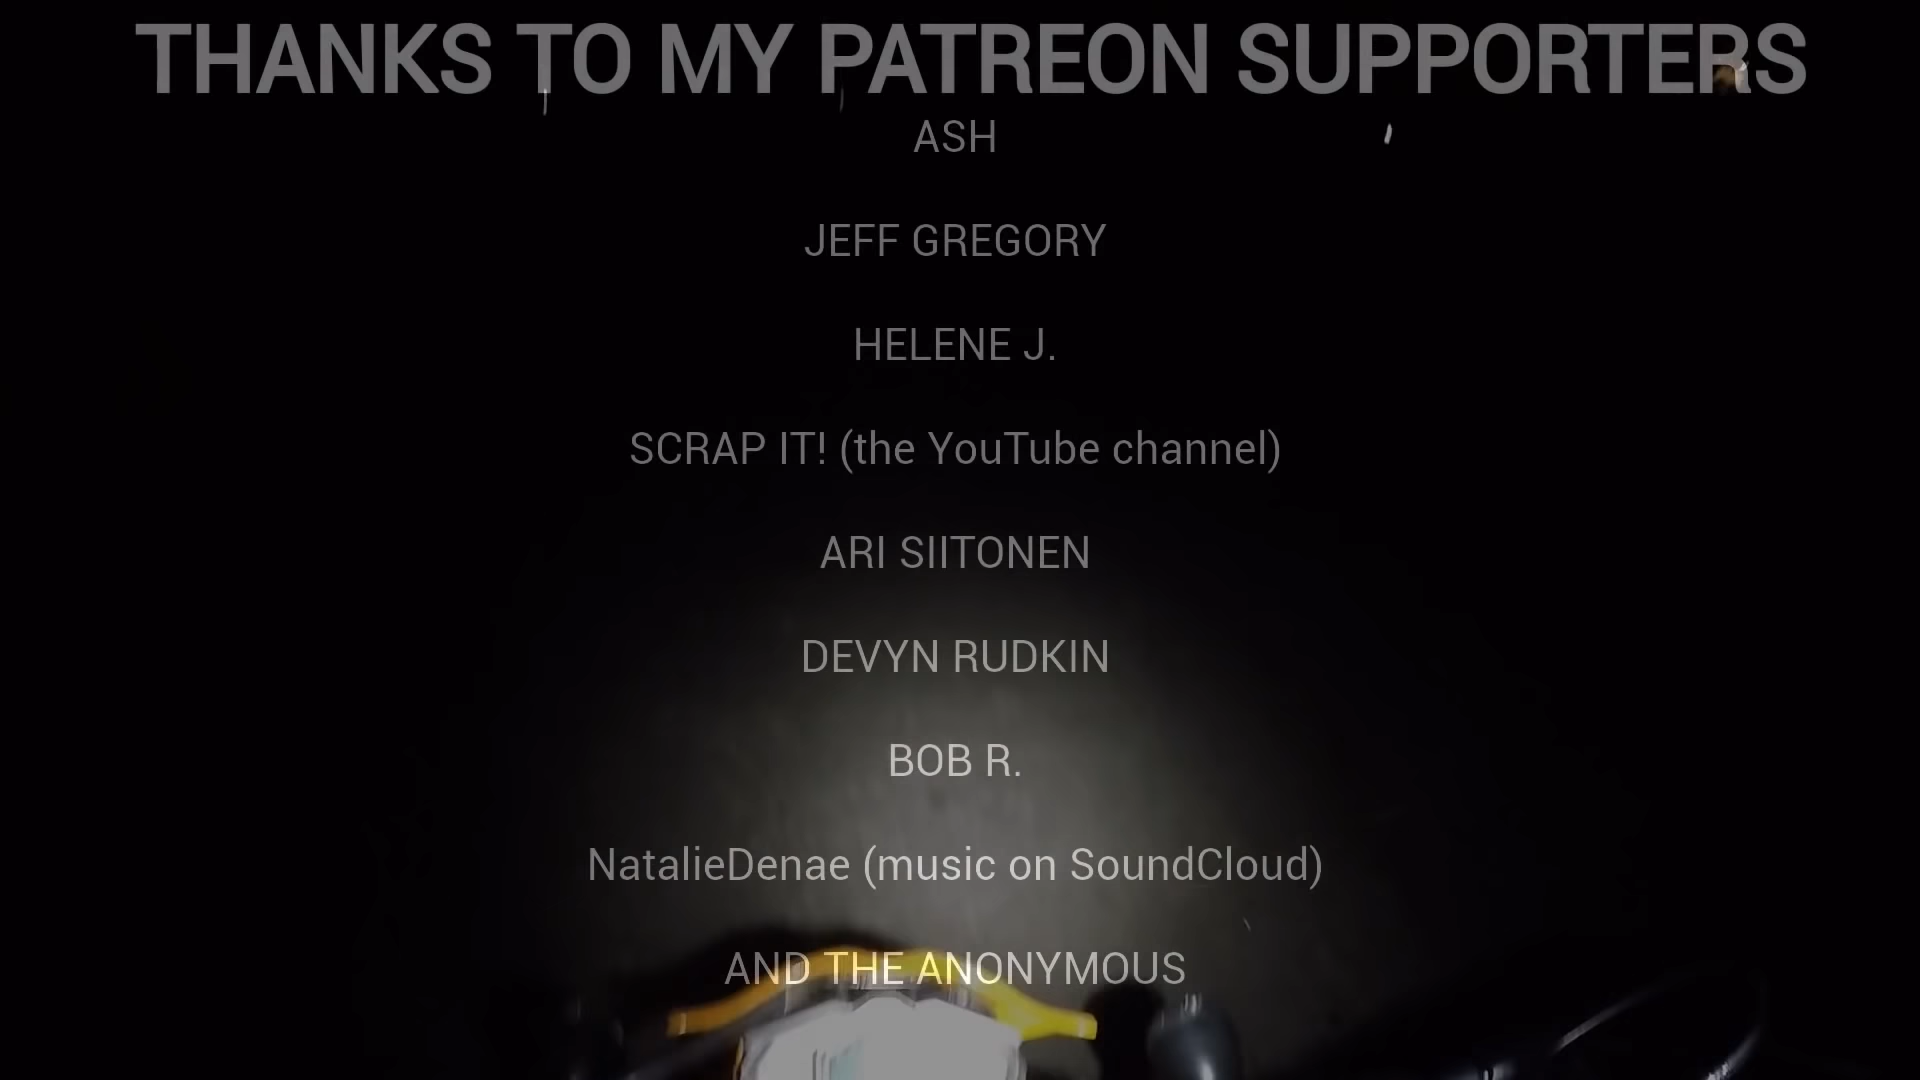 THANKS TO MY PATREON SUPPORTERS
ASH
JEFF GREGORY
HELENE J.
SCRAP IT! (the YouTube channel)
ARI SIITONEN
DEVYN RUDKIN
BOB R.
NatalieDenae (music on SoundCloud)
AND THE ANONYMOUS